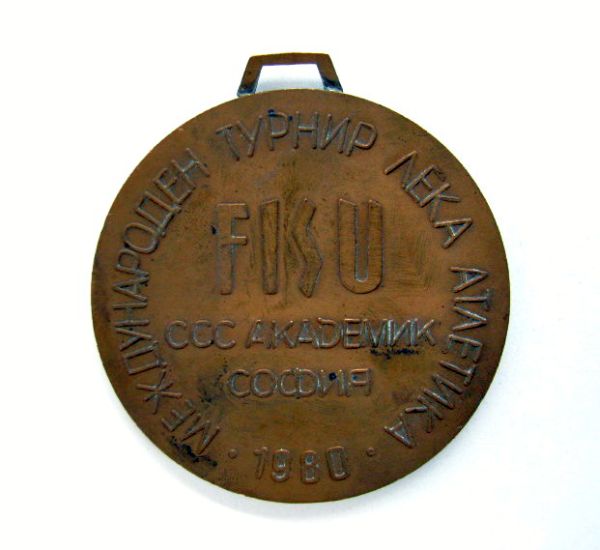 МЕЖДУНАРОДЕН ТУРНИР ЛЕКА АТЛЕТИКА
FISU
ССС АКАДЕМИК
СОФИЯ
· 1980 ·